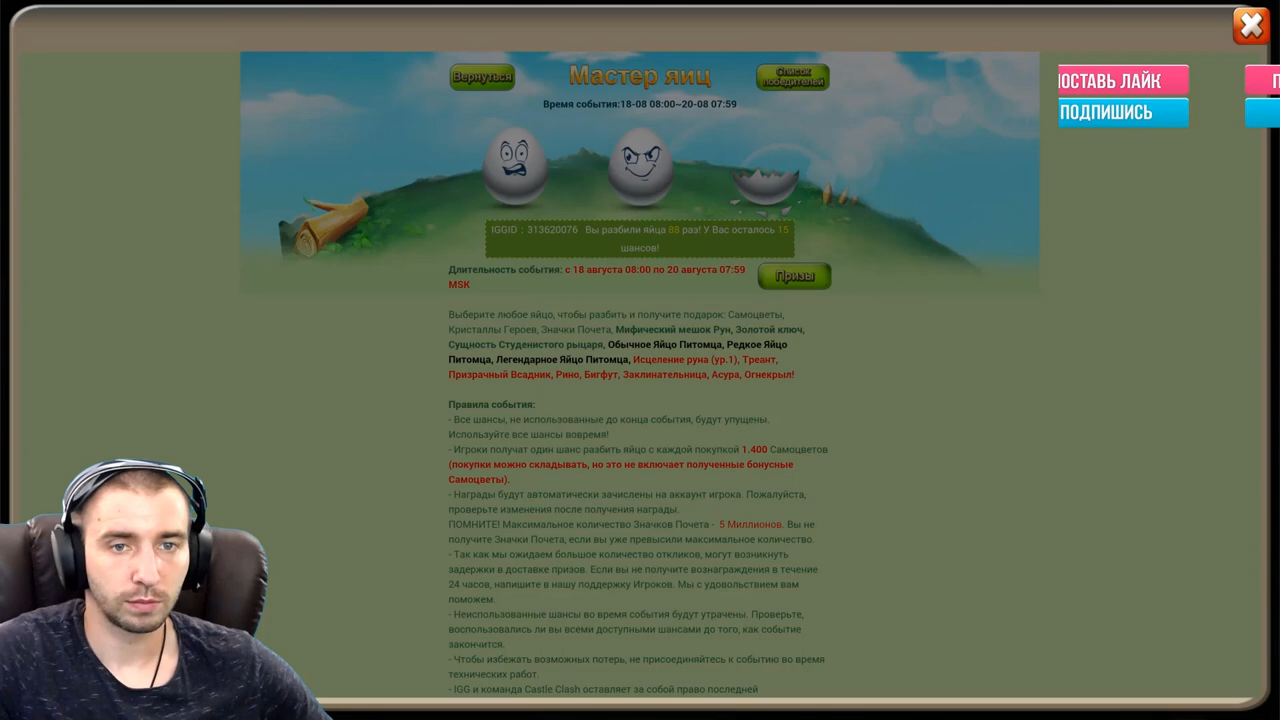 Вернуться
Мастер яиц
Список
победителей
Время события:18-08 08:00~20-08 07:59
ПОСТАВЬ ЛАЙК
ПОДПИШИСЬ
IGGID : 313620076 Вы разбили яйца 88 раз! У Вас осталось 15
шансов!
Длительность события: с 18 августа 08:00 по 20 августа 07:59
MSK
Призы
Выберите любое яйцо, чтобы разбить и получите подарок: Самоцветы,
Кристаллы Героев, Значки Почета, Мифический мешок Рун, Золотой ключ,
Сущность Студенистого рыцаря, Обычное Яйцо Питомца, Редкое Яйцо
Питомца, Легендарное Яйцо Питомца, Исцеление руна (ур.1), Треант,
Призрачный Всадник, Рино, Бигфут, Заклинательница, Асура, Огнекрыл!
Правила события:
- Все шансы, не использованные до конца события, будут упущены.
Используйте все шансы вовремя!
- Игроки получат один шанс разбить яйцо с каждой покупкой 1.400 Самоцветов
(покупки можно складывать, но это не включает полученные бонусные
Самоцветы).
- Награды будут автоматически зачислены на аккаунт игрока. Пожалуйста,
проверьте изменения после получения награды.
ПОМНИТЕ! Максимальное количество Значков Почета - 5 Миллионов. Вы не
получите Значки Почета, если вы уже превысили максимальное количество.
- Так как мы ожидаем большое количество откликов, могут возникнуть
задержки в доставке призов. Если вы не получите вознаграждения в течение
24 часов, напишите в нашу поддержку Игроков. Мы с удовольствием вам
поможем.
- Неиспользованные шансы во время события будут утрачены. Проверьте,
воспользовались ли вы всеми доступными шансами до того, как событие
закончится.
- Чтобы избежать возможных потерь, не присоединяйтесь к событию во время
технических работ.
- IGG и команда Castle Clash оставляет за собой право последней